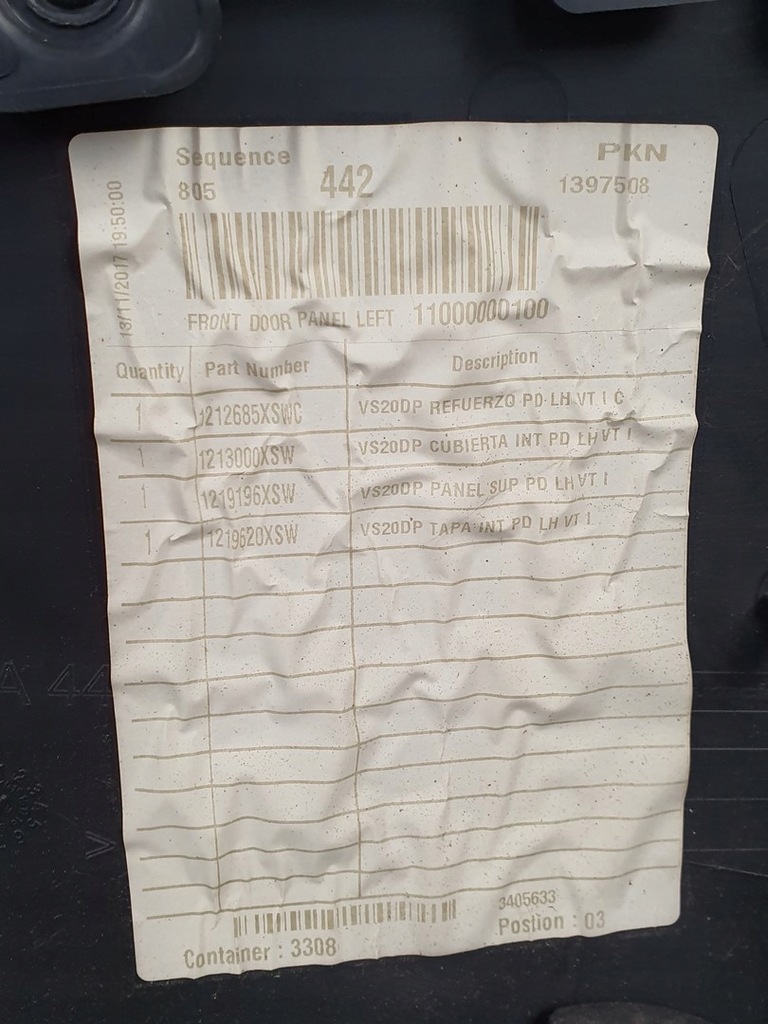 Sequence PKN
805 442 1397508
13/11/2017 19:50:00
FRONT DOOR PANEL LEFT 11000000100
Quantity Part Number Description
1 1212685XSWC VS20DP REFUERZO PD LH VT I C
1 1213000XSW VS20DP CUBIERTA INT PD LH VT I
1 1219196XSW VS20DP PANEL SUP PD LH VT I
1 1219620XSW VS20DP TAPA INT PD LH VT I
3405633
Container : 3308 Postion : 03